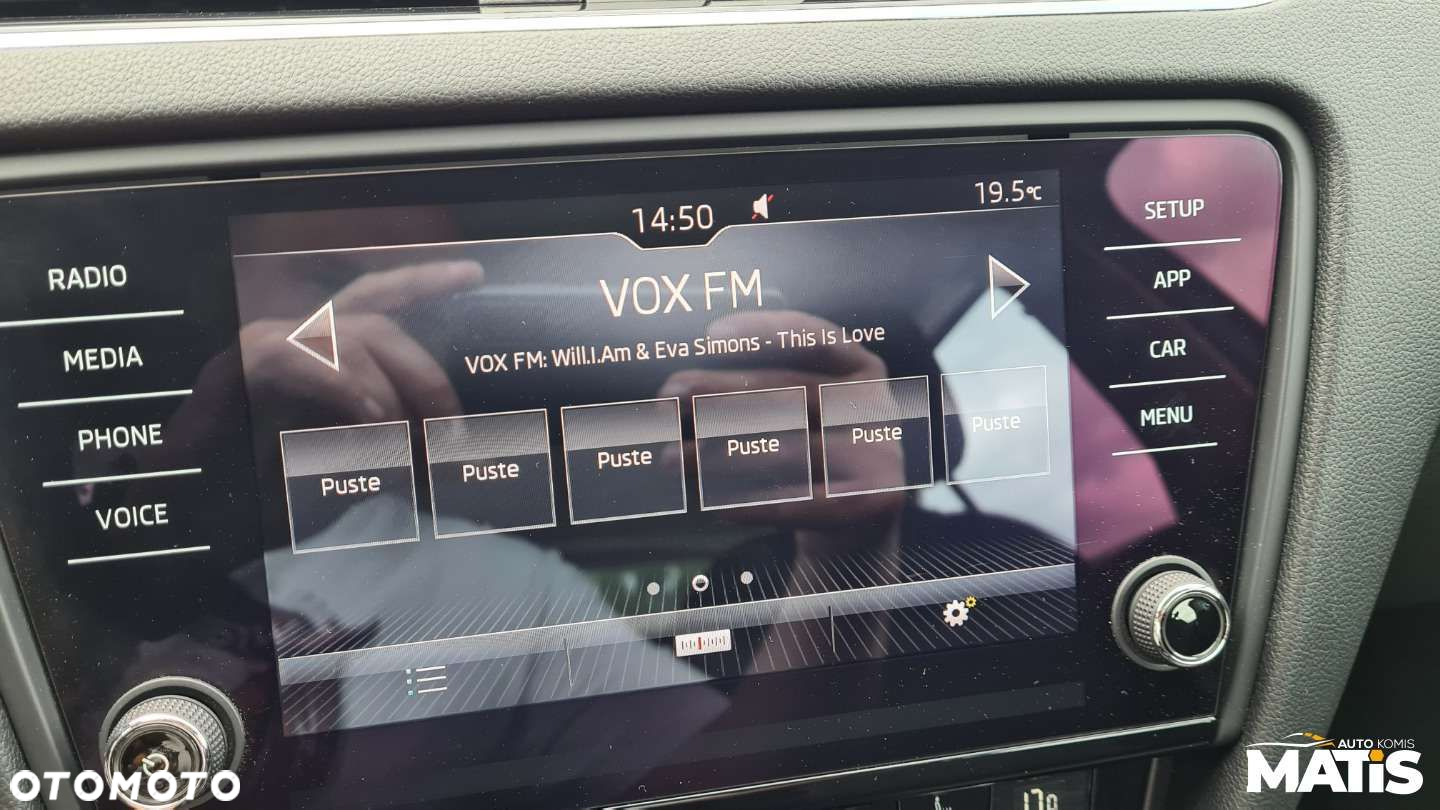 14:50
19.5°C
RADIO
MEDIA
PHONE
VOICE
VOX FM
VOX FM: Will.I.Am & Eva Simons - This Is Love
Puste
Puste
Puste
Puste
Puste
Puste
SETUP
APP
CAR
MENU
OTOMOTO
AUTO KOMIS
MATiS